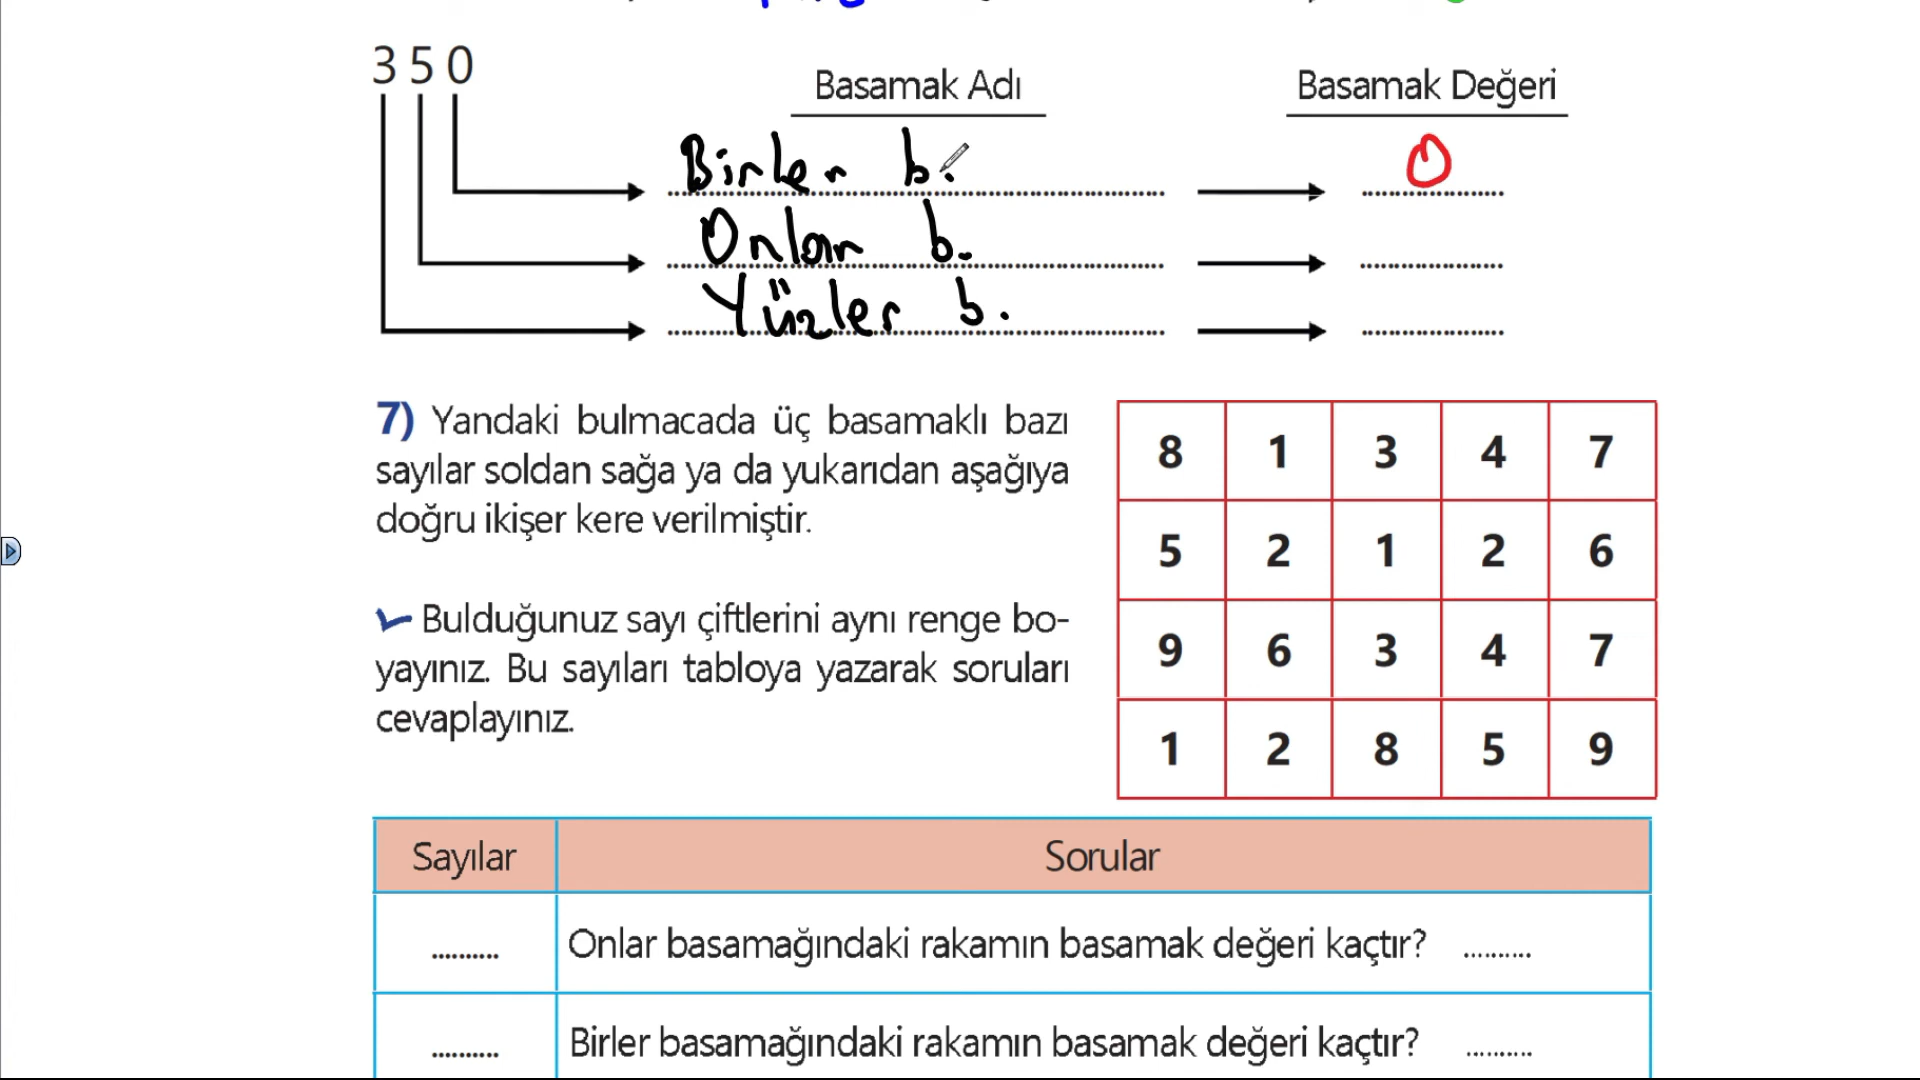 3 5 0
Basamak Adı Basamak Değeri
Birler b. 0
Onlar b.
Yüzler b.
7) Yandaki bulmacada üç basamaklı bazı
sayılar soldan sağa ya da yukarıdan aşağıya
doğru ikişer kere verilmiştir.
Bulduğunuz sayı çiftlerini aynı renge bo-
yayınız. Bu sayıları tabloya yazarak soruları
cevaplayınız.
8 1 3 4 7
5 2 1 2 6
9 6 3 4 7
1 2 8 5 9
Sayılar Sorular
.......... Onlar basamağındaki rakamın basamak değeri kaçtır? ..........
.......... Birler basamağındaki rakamın basamak değeri kaçtır? ..........